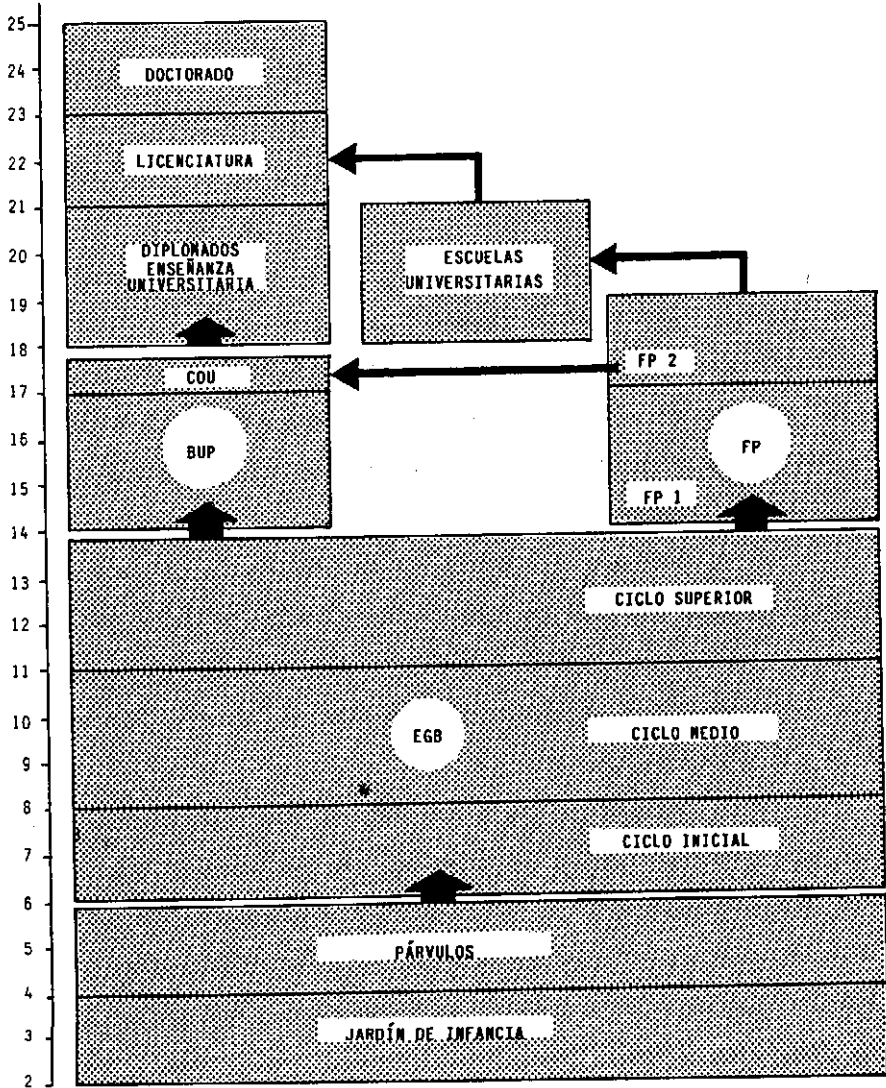 25
24
DOCTORADO
23
22
LICENCIATURA
21
20
DIPLOMADOS
ENSEÑANZA
UNIVERSITARIA
ESCUELAS
UNIVERSITARIAS
19
18
FP 2
COU
17
16
BUP
FP
15
FP 1
14
13
CICLO SUPERIOR
12
11
10
EGB
CICLO MEDIO
9
8
7
CICLO INICIAL
6
5
PÁRVULOS
4
3
JARDÍN DE INFANCIA
2